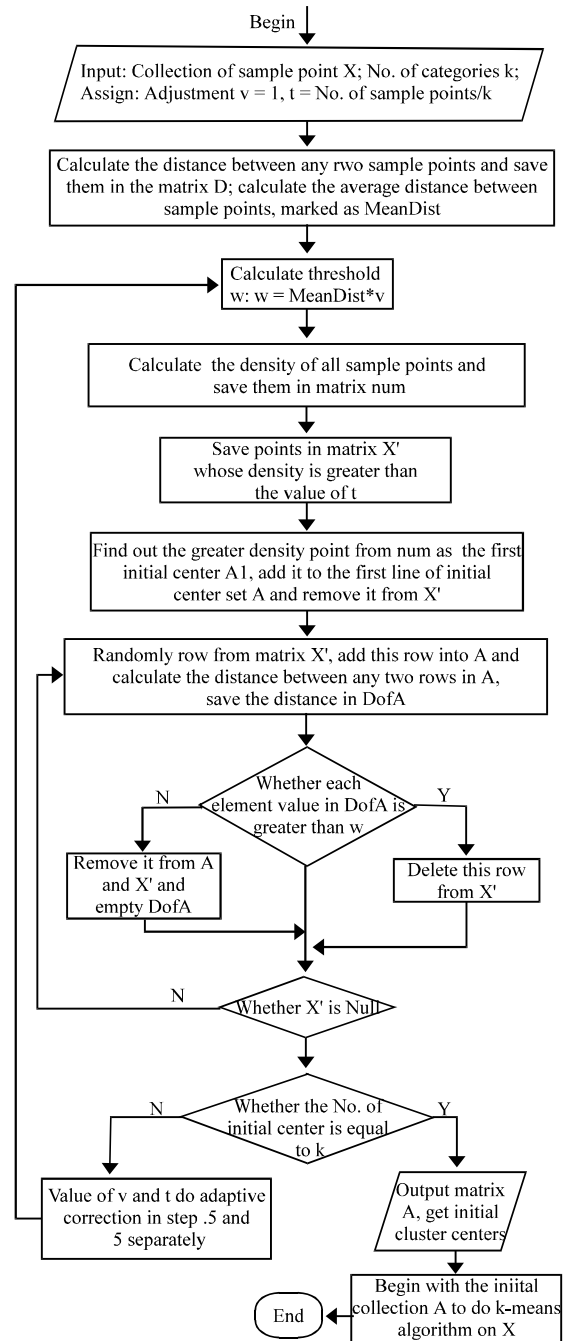 Begin
Input: Collection of sample point X; No. of categories k;
Assign: Adjustment v = 1, t = No. of sample points/k
Calculate the distance between any rwo sample points and save
them in the matrix D; calculate the average distance between
sample points, marked as MeanDist
Calculate threshold
w: w = MeanDist*v
Calculate the density of all sample points and
save them in matrix num
Save points in matrix X'
whose density is greater than
the value of t
Find out the greater density point from num as the first
initial center A1, add it to the first line of initial
center set A and remove it from X'
Randomly row from matrix X', add this row into A and
calculate the distance between any two rows in A,
save the distance in DofA
Whether each
element value in DofA is
greater than w
N
Y
Remove it from A
and X' and
empty DofA
Delete this row
from X'
N
Whether X' is Null
Whether the No. of
initial center is equal
to k
N
Y
Value of v and t do adaptive
correction in step .5 and
5 separately
Output matrix
A, get initial
cluster centers
Begin with the iniital
collection A to do k-means
algorithm on X
End